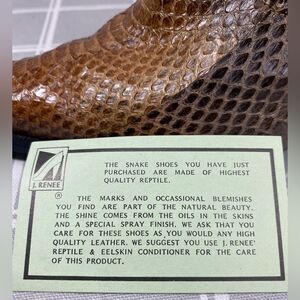 THE SNAKE SHOES YOU HAVE JUST
PURCHASED ARE MADE OF HIGHEST
QUALITY REPTILE.
J. RENEE
®
THE MARKS AND OCCASSIONAL BLEMISHES
YOU FIND ARE PART OF THE NATURAL BEAUTY.
THE SHINE COMES FROM THE OILS IN THE SKINS
AND A SPECIAL SPRAY FINISH. WE ASK THAT YOU
CARE FOR THESE SHOES AS YOU WOULD ANY HIGH
QUALITY LEATHER. WE SUGGEST YOU USE J. RENEE'
REPTILE & EELSKIN CONDITIONER FOR THE CARE
OF THIS PRODUCT.